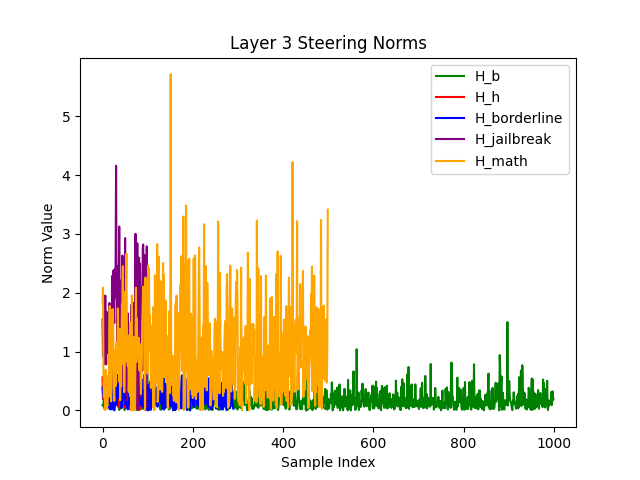 Layer 3 Steering Norms
H_b
H_h
H_borderline
H_jailbreak
H_math
Norm Value
5
4
3
2
1
0
0 200 400 600 800 1000
Sample Index